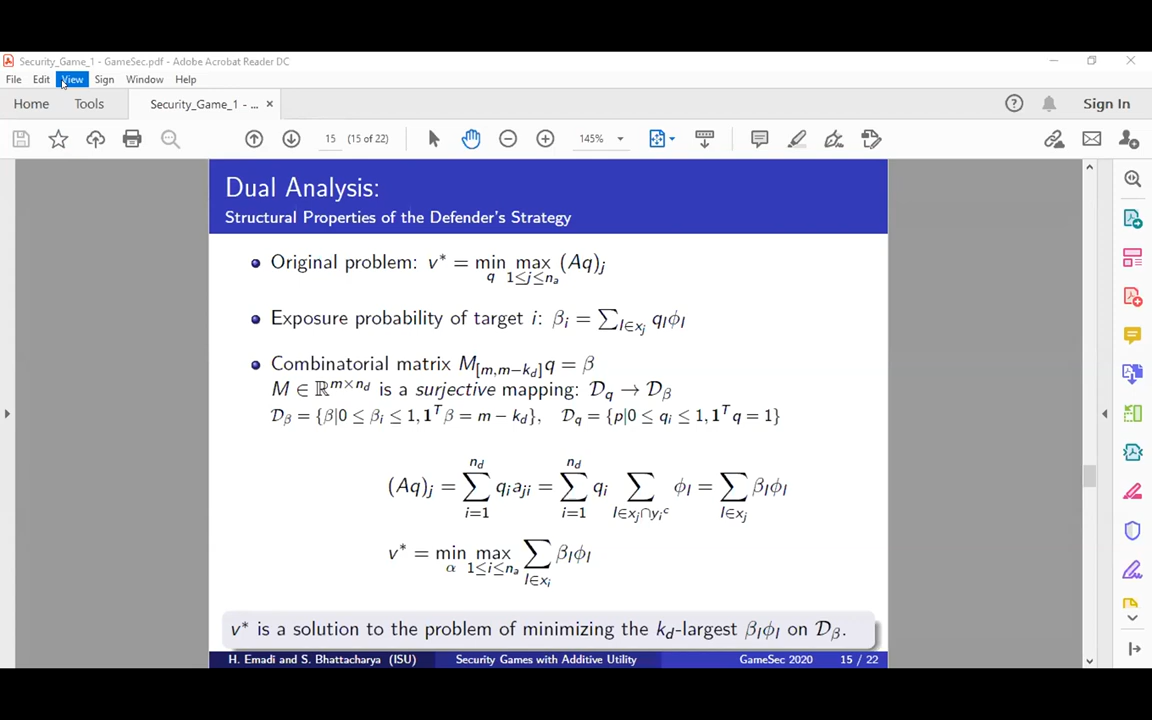 Security_Game_1 - GameSec.pdf - Adobe Acrobat Reader DC
File Edit View Sign Window Help
Home Tools Security_Game_1 - ... × Sign In
15 (15 of 22) 145%
Dual Analysis:
Structural Properties of the Defender's Strategy
Original problem: v* = min_q max_{1≤j≤n_a} (Aq)_j
Exposure probability of target i: β_i = ∑_{l∈x_j} q_l ϕ_l
Combinatorial matrix M_{[m,m−k_d]} q = β
M ∈ ℝ^{m×n_d} is a surjective mapping: 𝒟_q → 𝒟_β
𝒟_β = {β|0 ≤ β_i ≤ 1, 1^T β = m − k_d}, 𝒟_q = {p|0 ≤ q_i ≤ 1, 1^T q = 1}
(Aq)_j = ∑_{i=1}^{n_d} q_i a_{ji} = ∑_{i=1}^{n_d} q_i ∑_{l∈x_j∩y_i^c} ϕ_l = ∑_{l∈x_j} β_l ϕ_l
v* = min_α max_{1≤i≤n_a} ∑_{l∈x_i} β_l ϕ_l
v* is a solution to the problem of minimizing the k_d-largest β_l ϕ_l on 𝒟_β.
H. Emadi and S. Bhattacharya (ISU) Security Games with Additive Utility GameSec 2020 15 / 22